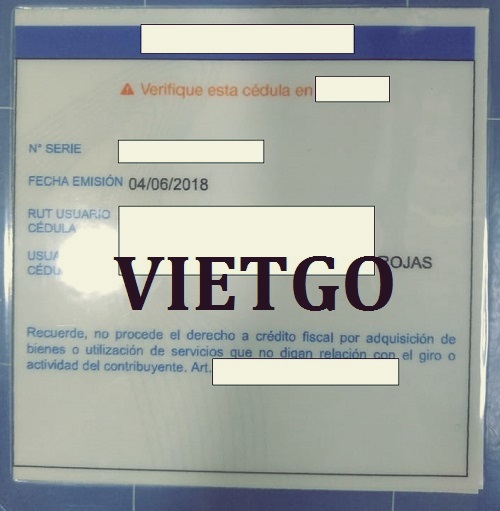 Verifique esta cédula en
N° SERIE
FECHA EMISIÓN 04/06/2018
RUT USUARIO
CÉDULA
ROJAS
VIETGO
Recuerde, no procede el derecho a crédito fiscal por adquisición de
bienes o utilización de servicios que no digan relación con el giro o
actividad del contribuyente. Art.